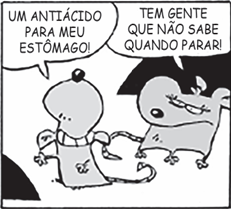 UM ANTIÁCIDO
PARA MEU
ESTÔMAGO!
TEM GENTE
QUE NÃO SABE
QUANDO PARAR!